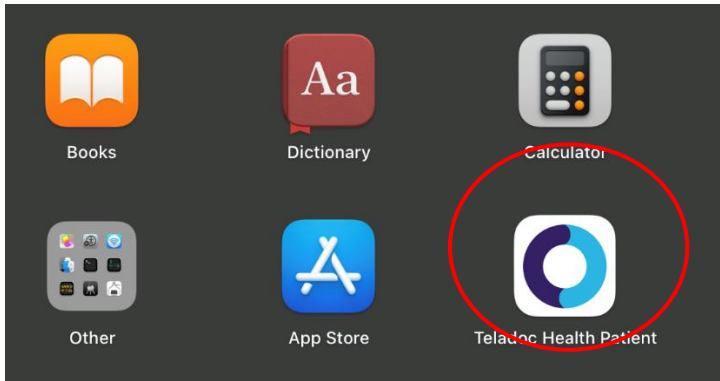 Books
Aa
Dictionary
Calculator
Other
App Store
Teladoc Health Patient